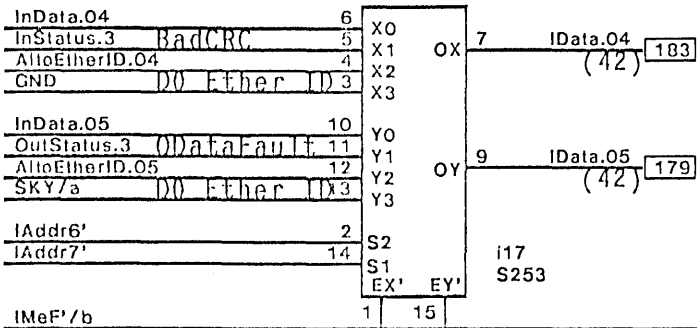 InData.04 6 X0
InStatus.3 BadCRC 5 X1 OX 7 IData.04 183
AltoEtherID.04 4 X2 (42)
GND D0 Ether ID 3 X3
InData.05 10 Y0
OutStatus.3 ODataFault 11 Y1
AltoEtherID.05 12 Y2 OY 9 IData.05 179
SKY/a D0 Ether ID 13 Y3 (42)
IAddr6' 2 S2
IAddr7' 14 S1
i17
S253
EX' EY'
IMeF'/b 1 15